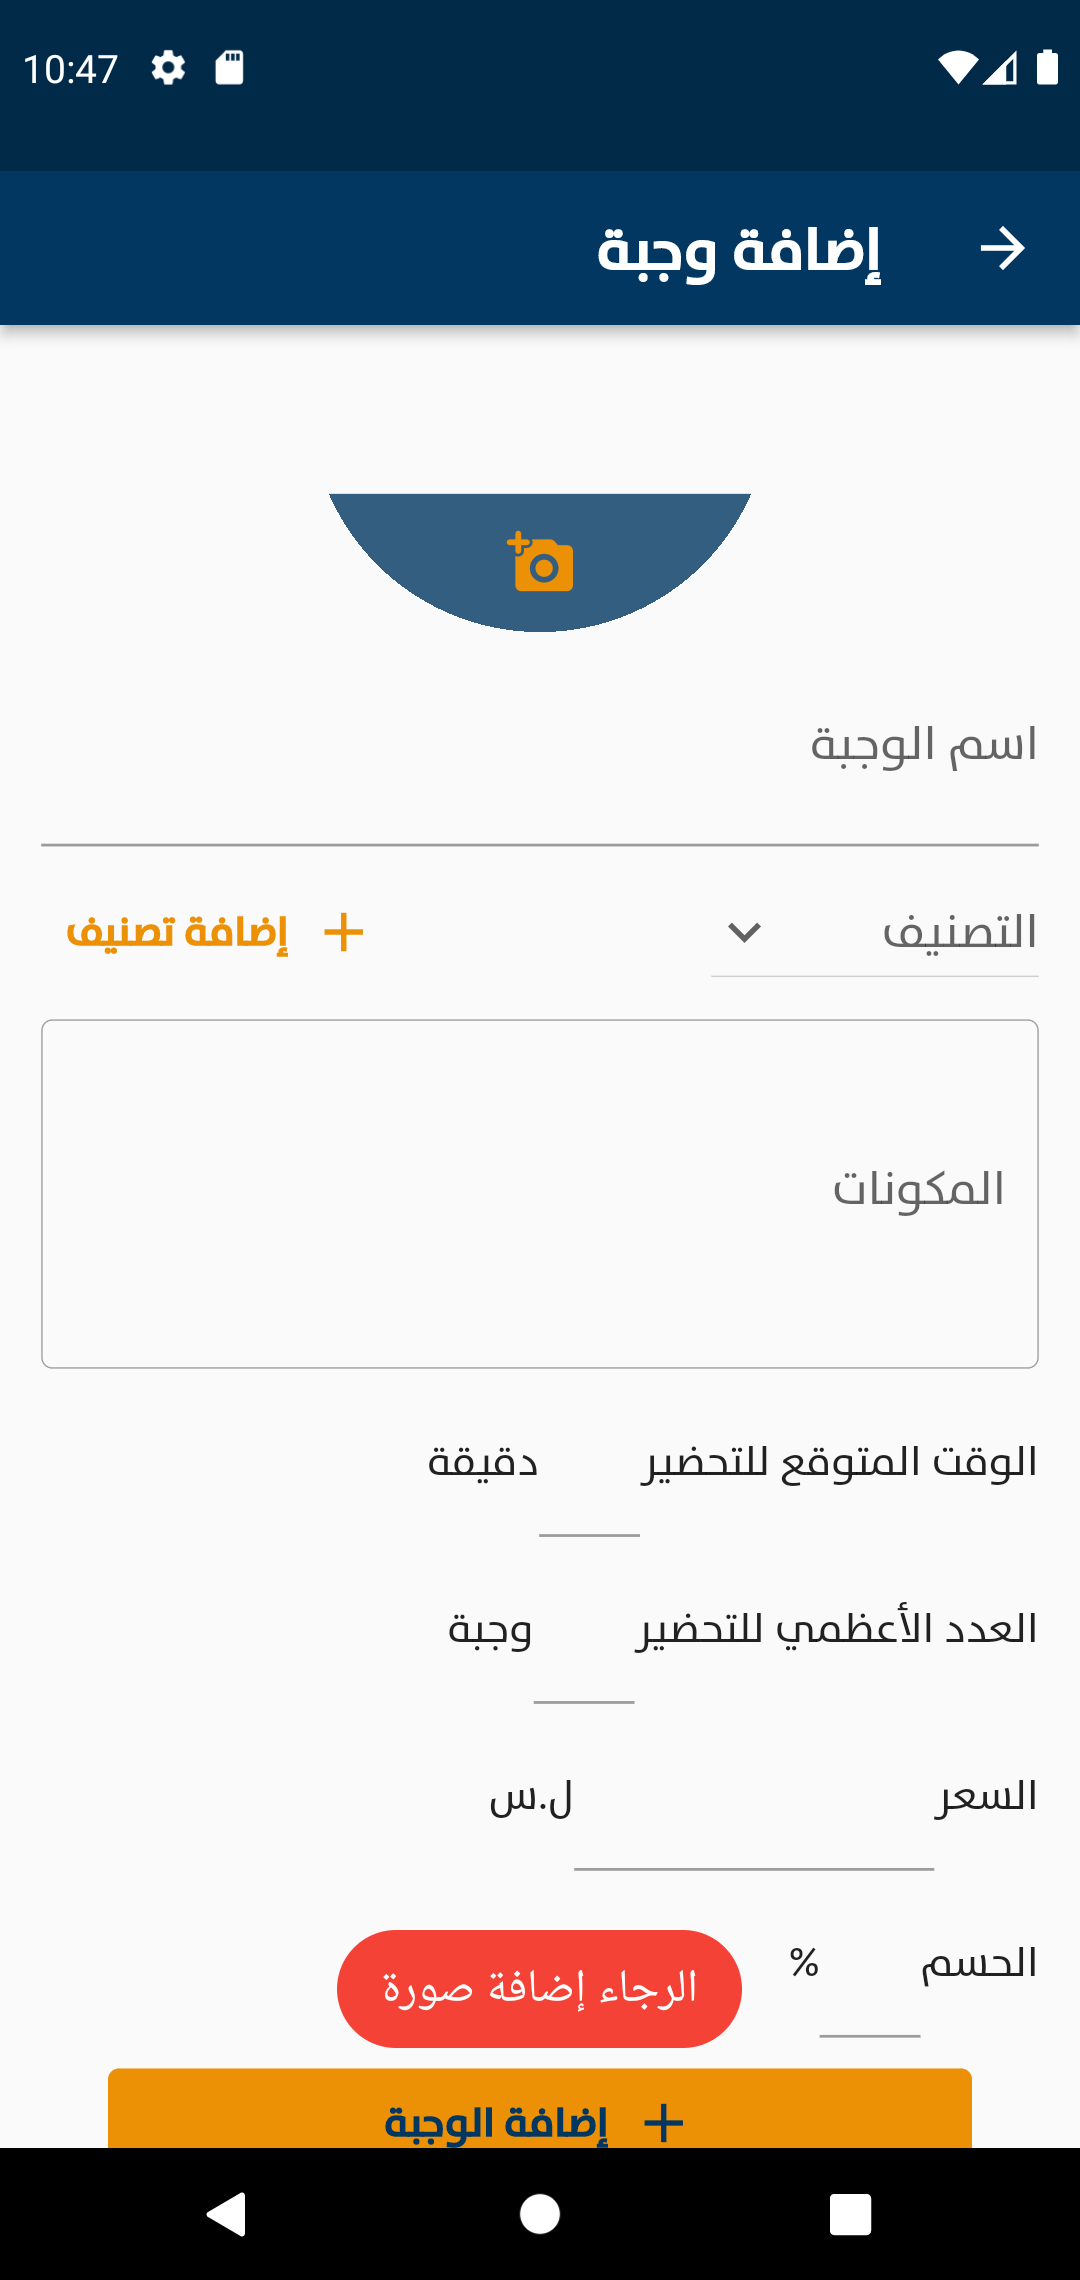 10:47
إضافة وجبة
اسم الوجبة
التصنيف
إضافة تصنيف
المكونات
الوقت المتوقع للتحضير دقيقة
العدد الأعظمي للتحضير وجبة
السعر ل.س
الحسم %
الرجاء إضافة صورة
إضافة الوجبة